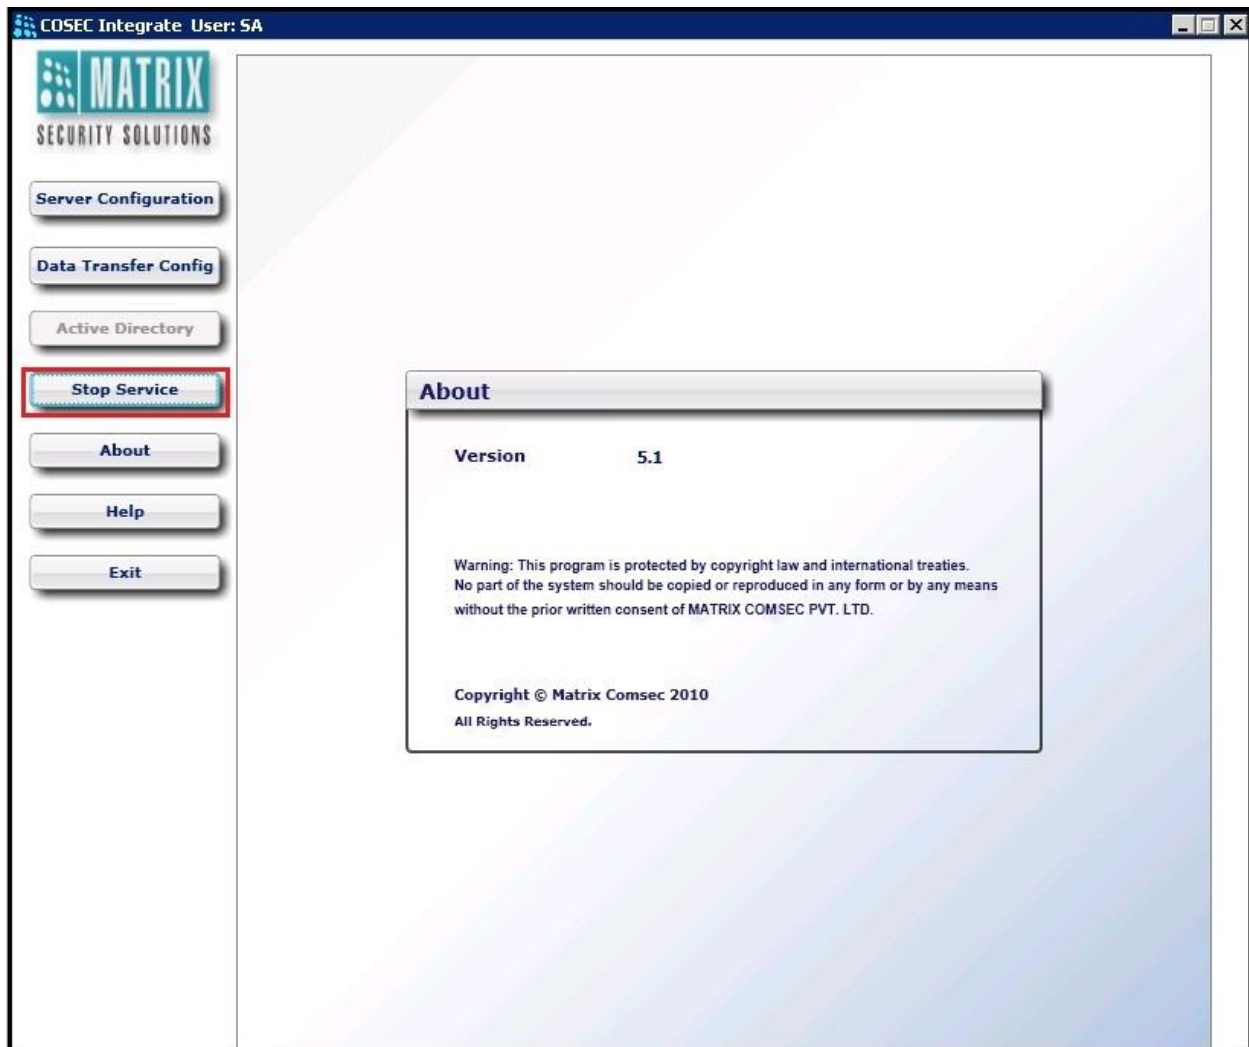 COSEC Integrate User: SA
MATRIX
SECURITY SOLUTIONS
Server Configuration
Data Transfer Config
Active Directory
Stop Service
About
Help
Exit
About
Version 5.1
Warning: This program is protected by copyright law and international treaties.
No part of the system should be copied or reproduced in any form or by any means
without the prior written consent of MATRIX COMSEC PVT. LTD.
Copyright © Matrix Comsec 2010
All Rights Reserved.